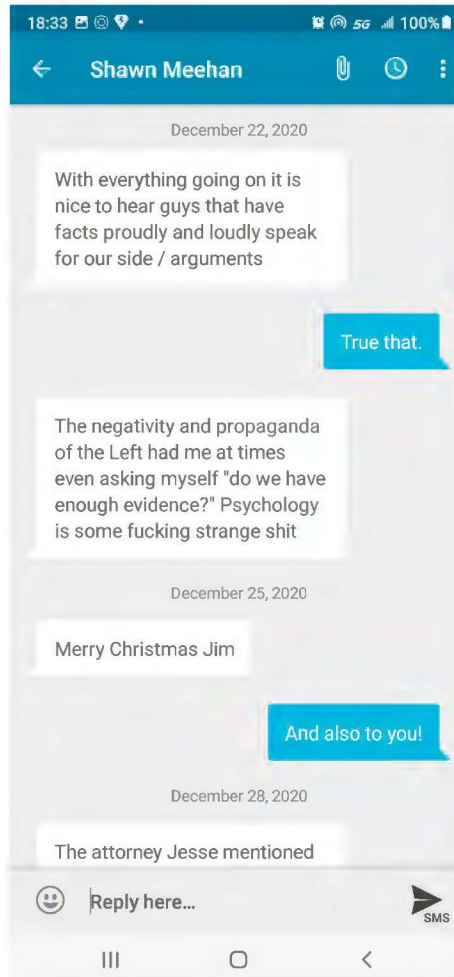 18:33 5G 100%
Shawn Meehan
December 22, 2020
With everything going on it is
nice to hear guys that have
facts proudly and loudly speak
for our side / arguments
True that.
The negativity and propaganda
of the Left had me at times
even asking myself "do we have
enough evidence?" Psychology
is some fucking strange shit
December 25, 2020
Merry Christmas Jim
And also to you!
December 28, 2020
The attorney Jesse mentioned
Reply here...
SMS